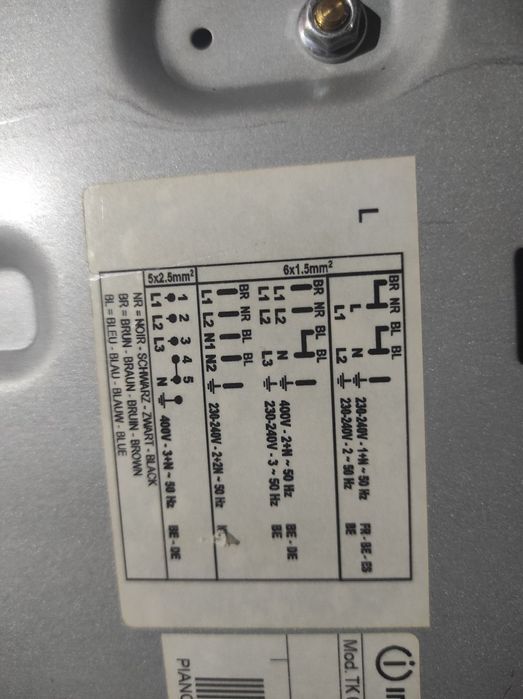 L
6x1.5mm²
BR NR BL BL
L N ⏚ 230-240V - 1+N ~ 50 Hz FR - BE - ES
L1 L2 230-240V - 2 ~ 50 Hz BE
BR NR BL BL
L1 L2 N ⏚ 400V - 2+N ~ 50 Hz BE - DE
L1 L2 L3 ⏚ 230-240V - 3 ~ 50 Hz BE
BR NR BL BL
L1 L2 N1 N2 ⏚ 230-240V - 2+2N ~ 50 Hz
5x2.5mm²
1 2 3 4 5
L1 L2 L3 N ⏚ 400V - 3+N ~ 50 Hz BE - DE
NR = NOIR - SCHWARZ - ZWART - BLACK
BR = BRUN - BRAUN - BRUIN - BROWN
BL = BLEU - BLAU - BLAUW - BLUE
Mod. TK